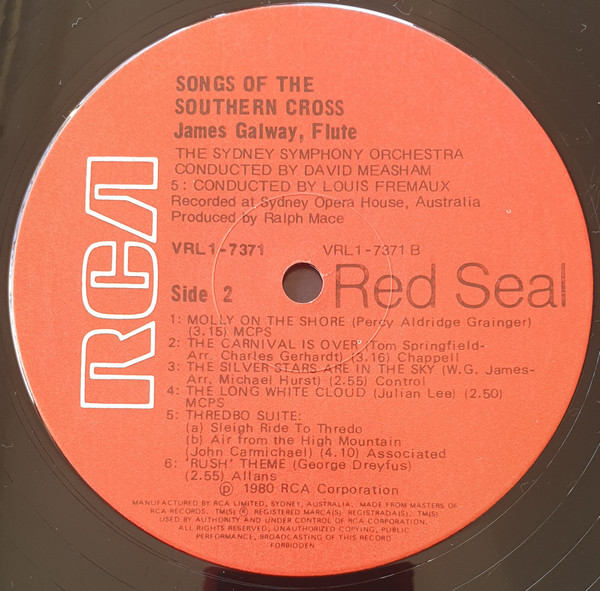 RCA
SONGS OF THE
SOUTHERN CROSS
James Galway, Flute
THE SYDNEY SYMPHONY ORCHESTRA
CONDUCTED BY DAVID MEASHAM
5 : CONDUCTED BY LOUIS FREMAUX
Recorded at Sydney Opera House, Australia
Produced by Ralph Mace
VRL1-7371 VRL1-7371 B
Side 2 Red Seal
1: MOLLY ON THE SHORE (Percy Aldridge Grainger)
(3.15) MCPS
2: THE CARNIVAL IS OVER (Tom Springfield-
Arr. Charles Gerhardt) (3.16) Chappell
3: THE SILVER STARS ARE IN THE SKY (W.G. James-
Arr. Michael Hurst) (2.55) Control
4: THE LONG WHITE CLOUD (Julian Lee) (2.50)
MCPS
5: THREDBO SUITE:
(a) Sleigh Ride To Thredo
(b) Air from the High Mountain
(John Carmichael) (4.10) Associated
6: 'RUSH' THEME (George Dreyfus)
(2.55) Allans
℗ 1980 RCA Corporation
MANUFACTURED BY RCA LIMITED, SYDNEY, AUSTRALIA. MADE FROM MASTERS OF
RCA RECORDS. TM(S) ® REGISTERED MARCA(S) REGISTRADA(S). TM(S)
USED BY AUTHORITY AND UNDER CONTROL OF RCA CORPORATION.
ALL RIGHTS RESERVED, UNAUTHORIZED COPYING, PUBLIC
PERFORMANCE, BROADCASTING OF THIS RECORD
FORBIDDEN